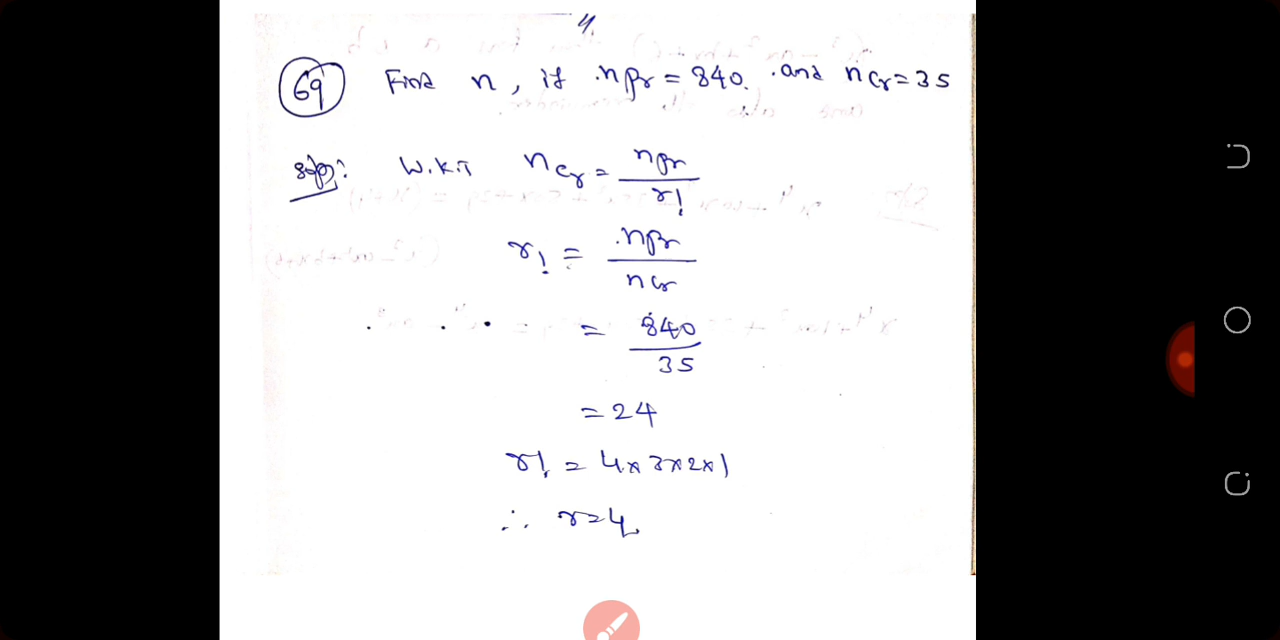 4.
69 Find n, if nPr = 840. and nCr = 35
Soln: W.K.T nCr = nPr / r!
r! = nPr / nCr
= 840 / 35
= 24
r! = 4 x 3 x 2 x 1
∴ r = 4